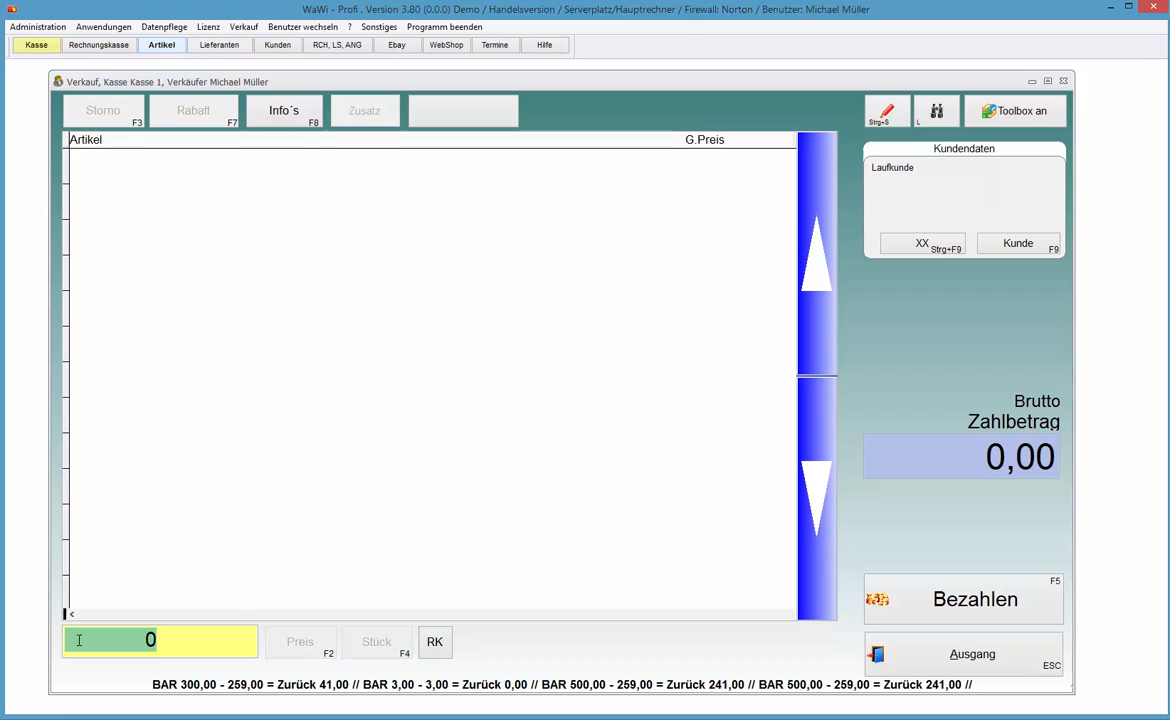 WaWi - Profi , Version 3.80 (0.0.0) Demo / Handelsversion / Serverplatz/Hauptrechner / Firewall: Norton / Benutzer: Michael Müller
Administration Anwendungen Datenpflege Lizenz Verkauf Benutzer wechseln ? Sonstiges Programm beenden
Kasse Rechnungskasse Artikel Lieferanten Kunden RCH, LS, ANG Ebay WebShop Termine Hilfe
Verkauf, Kasse Kasse 1, Verkäufer Michael Müller
Storno F3 Rabatt F7 Info´s F8 Zusatz Strg+S L Toolbox an
Artikel G.Preis
Kundendaten
Laufkunde
XX Strg+F9 Kunde F9
Brutto
Zahlbetrag
0,00
Bezahlen F5
<
0 Preis F2 Stück F4 RK
Ausgang ESC
BAR 300,00 - 259,00 = Zurück 41,00 // BAR 3,00 - 3,00 = Zurück 0,00 // BAR 500,00 - 259,00 = Zurück 241,00 // BAR 500,00 - 259,00 = Zurück 241,00 //